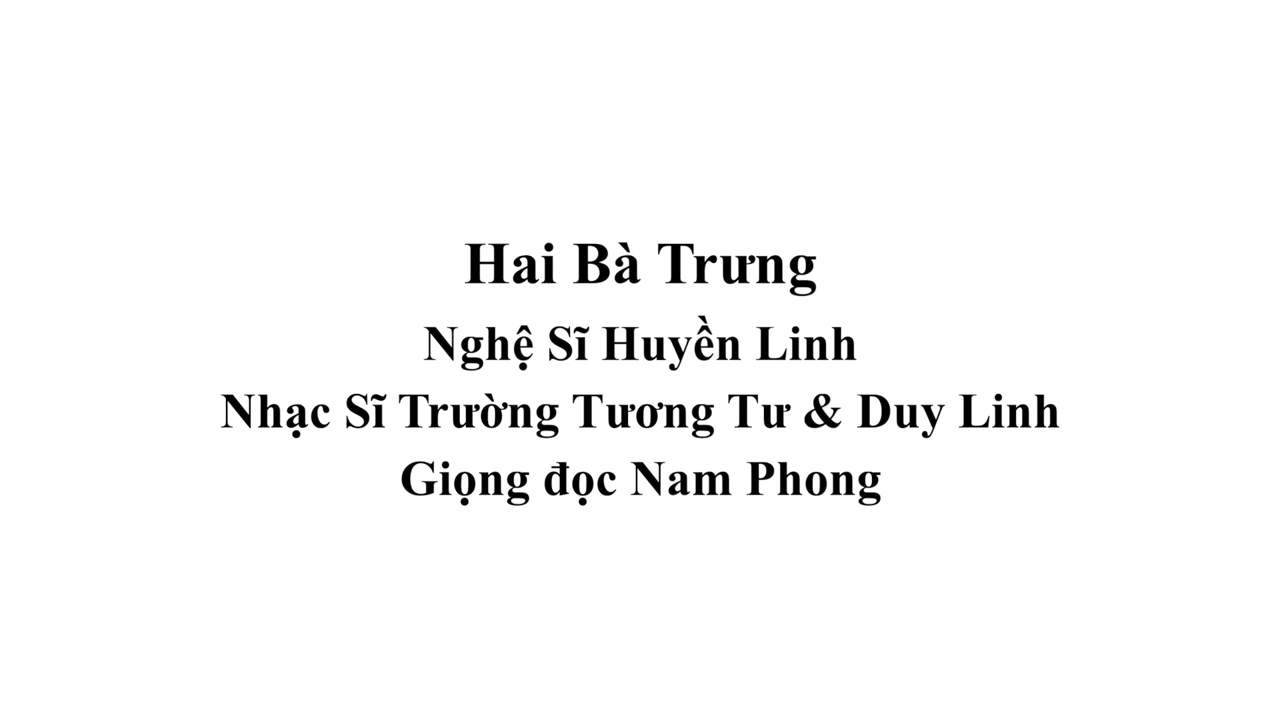 Hai Bà Trưng
Nghệ Sĩ Huyền Linh
Nhạc Sĩ Trường Tương Tư & Duy Linh
Giọng đọc Nam Phong